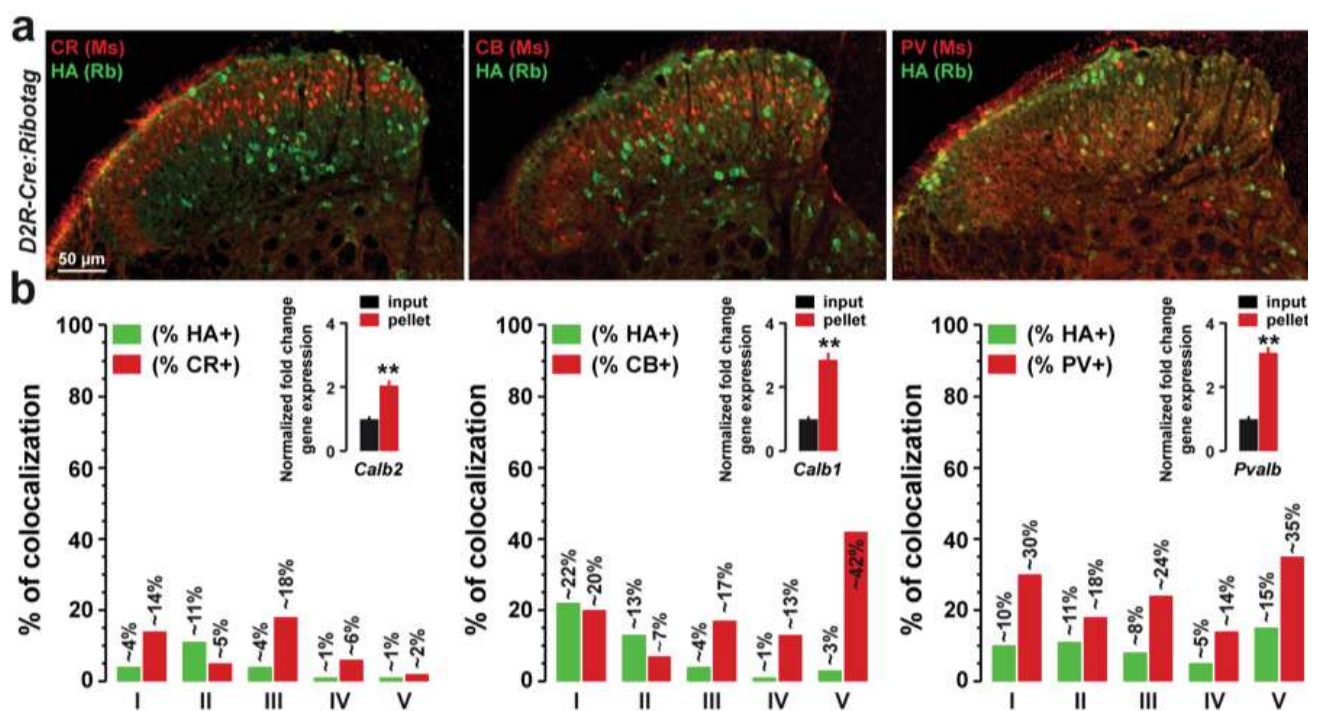 a
D2R-Cre:Ribotag
CR (Ms)
HA (Rb)
50 µm
CB (Ms)
HA (Rb)
PV (Ms)
HA (Rb)
b
% of colocalization
100
80
60
40
20
0
(% HA+)
(% CR+)
Normalized fold change
gene expression
input
pellet
4
2
0
**
Calb2
~4%
~14%
~11%
~5%
~4%
~18%
~1%
~6%
~1%
~2%
I
II
III
IV
V
% of colocalization
100
80
60
40
20
0
(% HA+)
(% CB+)
Normalized fold change
gene expression
input
pellet
4
2
0
**
Calb1
~22%
~20%
~13%
~7%
~4%
~17%
~1%
~13%
~3%
~42%
I
II
III
IV
V
% of colocalization
100
80
60
40
20
0
(% HA+)
(% PV+)
Normalized fold change
gene expression
input
pellet
4
2
0
**
Pvalb
~10%
~30%
~11%
~18%
~8%
~24%
~5%
~14%
~15%
~35%
I
II
III
IV
V